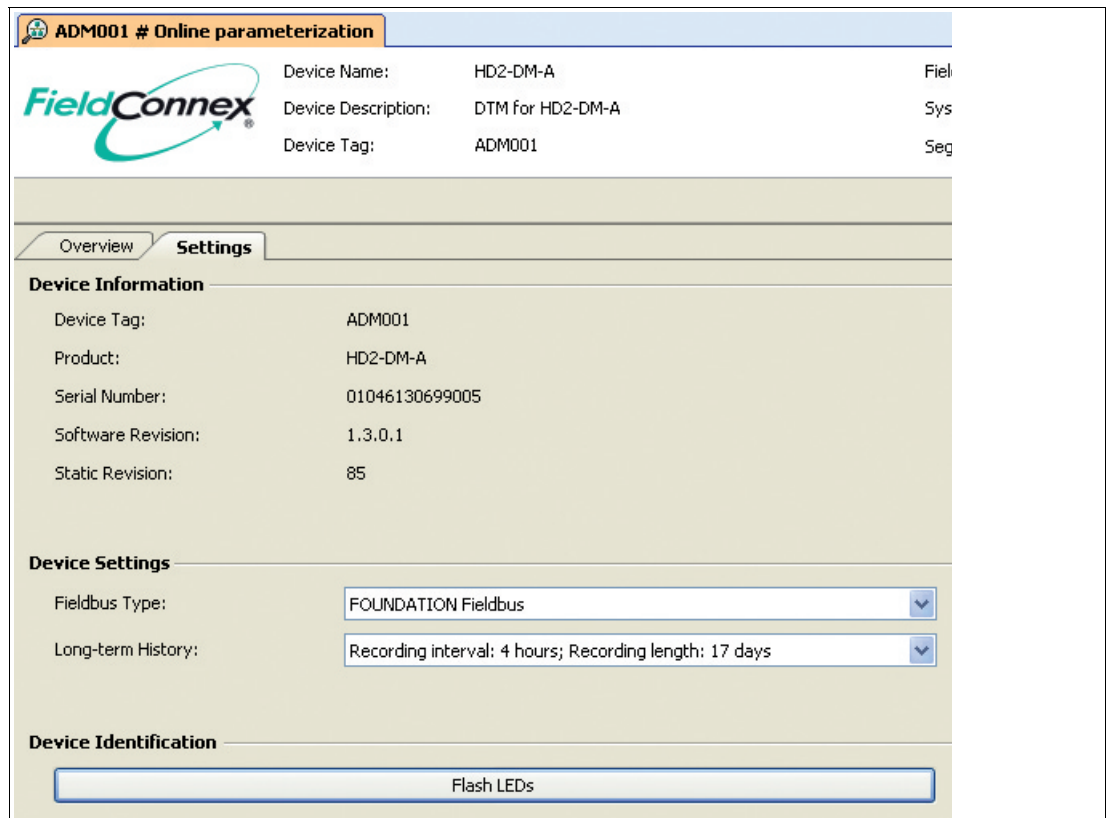 ADM001 # Online parameterization
FieldConnex®
Device Name: HD2-DM-A Fiel
Device Description: DTM for HD2-DM-A Sys
Device Tag: ADM001 Seg
Overview Settings
Device Information
Device Tag: ADM001
Product: HD2-DM-A
Serial Number: 01046130699005
Software Revision: 1.3.0.1
Static Revision: 85
Device Settings
Fieldbus Type: FOUNDATION Fieldbus
Long-term History: Recording interval: 4 hours; Recording length: 17 days
Device Identification
Flash LEDs